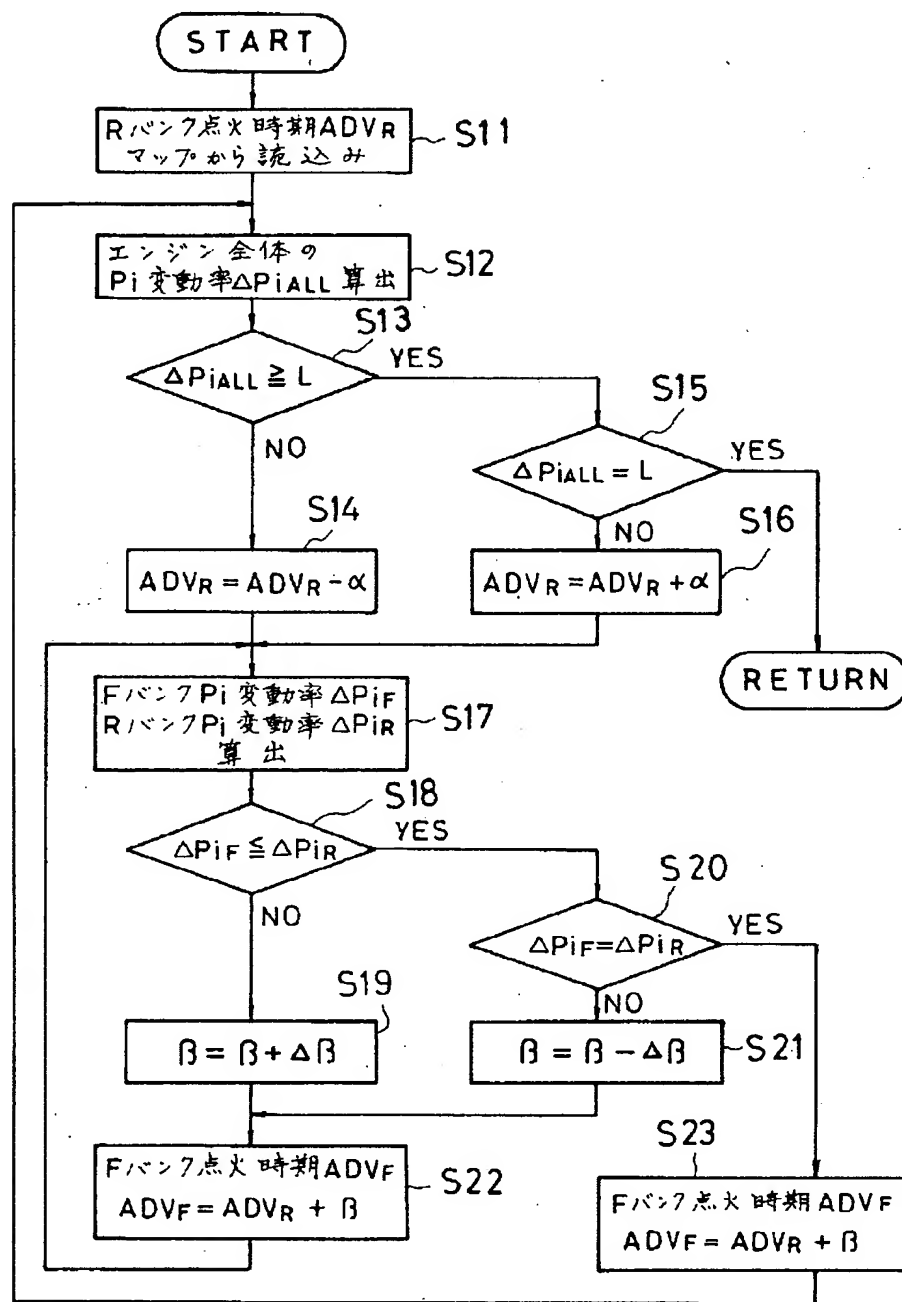 START
Rバンク点火時期ADVR
マップから読込み
S11
エンジン全体の
Pi変動率ΔPiALL算出
S12
S13
ΔPiALL ≧ L
YES
NO
S15
ΔPiALL = L
YES
NO
S14
ADVR = ADVR - α
S16
ADVR = ADVR + α
RETURN
FバンクPi変動率ΔPiF
RバンクPi変動率ΔPiR
算出
S17
S18
ΔPiF ≦ ΔPiR
YES
NO
S20
ΔPiF = ΔPiR
YES
NO
S19
β = β + Δβ
β = β - Δβ
S21
Fバンク点火時期ADVF
ADVF = ADVR + β
S22
S23
Fバンク点火時期ADVF
ADVF = ADVR + β